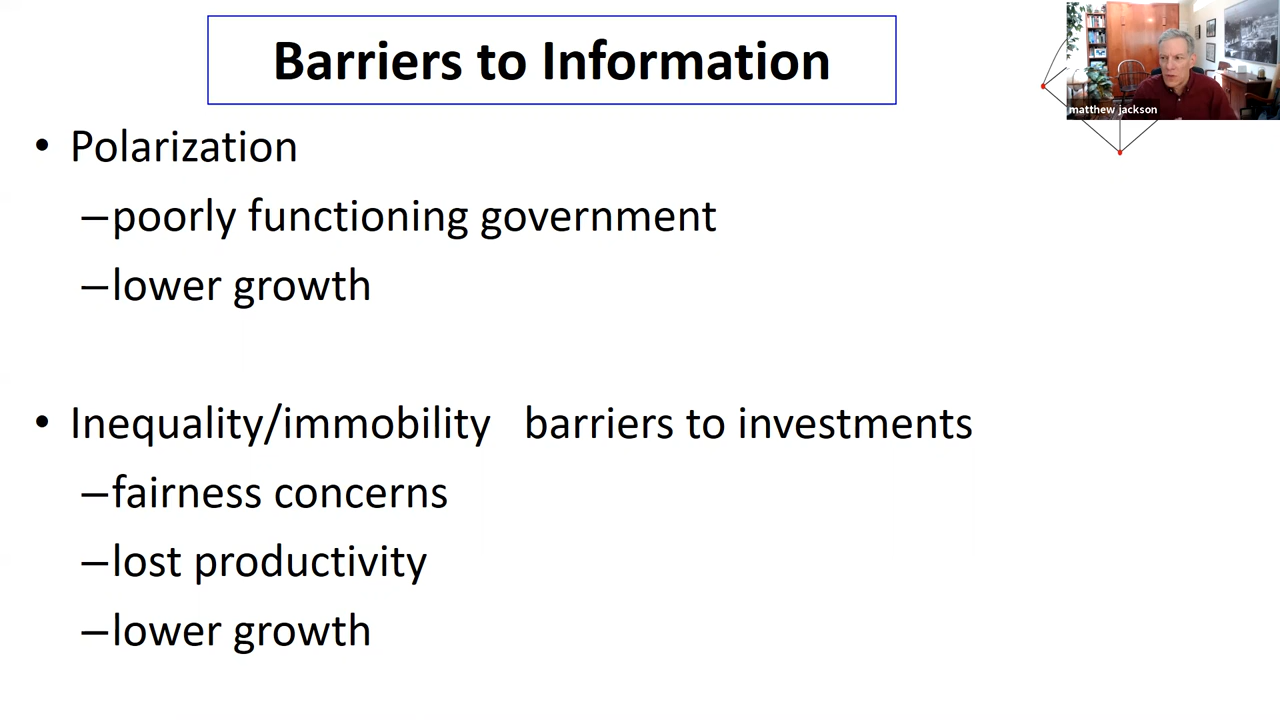 Barriers to Information
matthew jackson
• Polarization
–poorly functioning government
–lower growth
• Inequality/immobility barriers to investments
–fairness concerns
–lost productivity
–lower growth